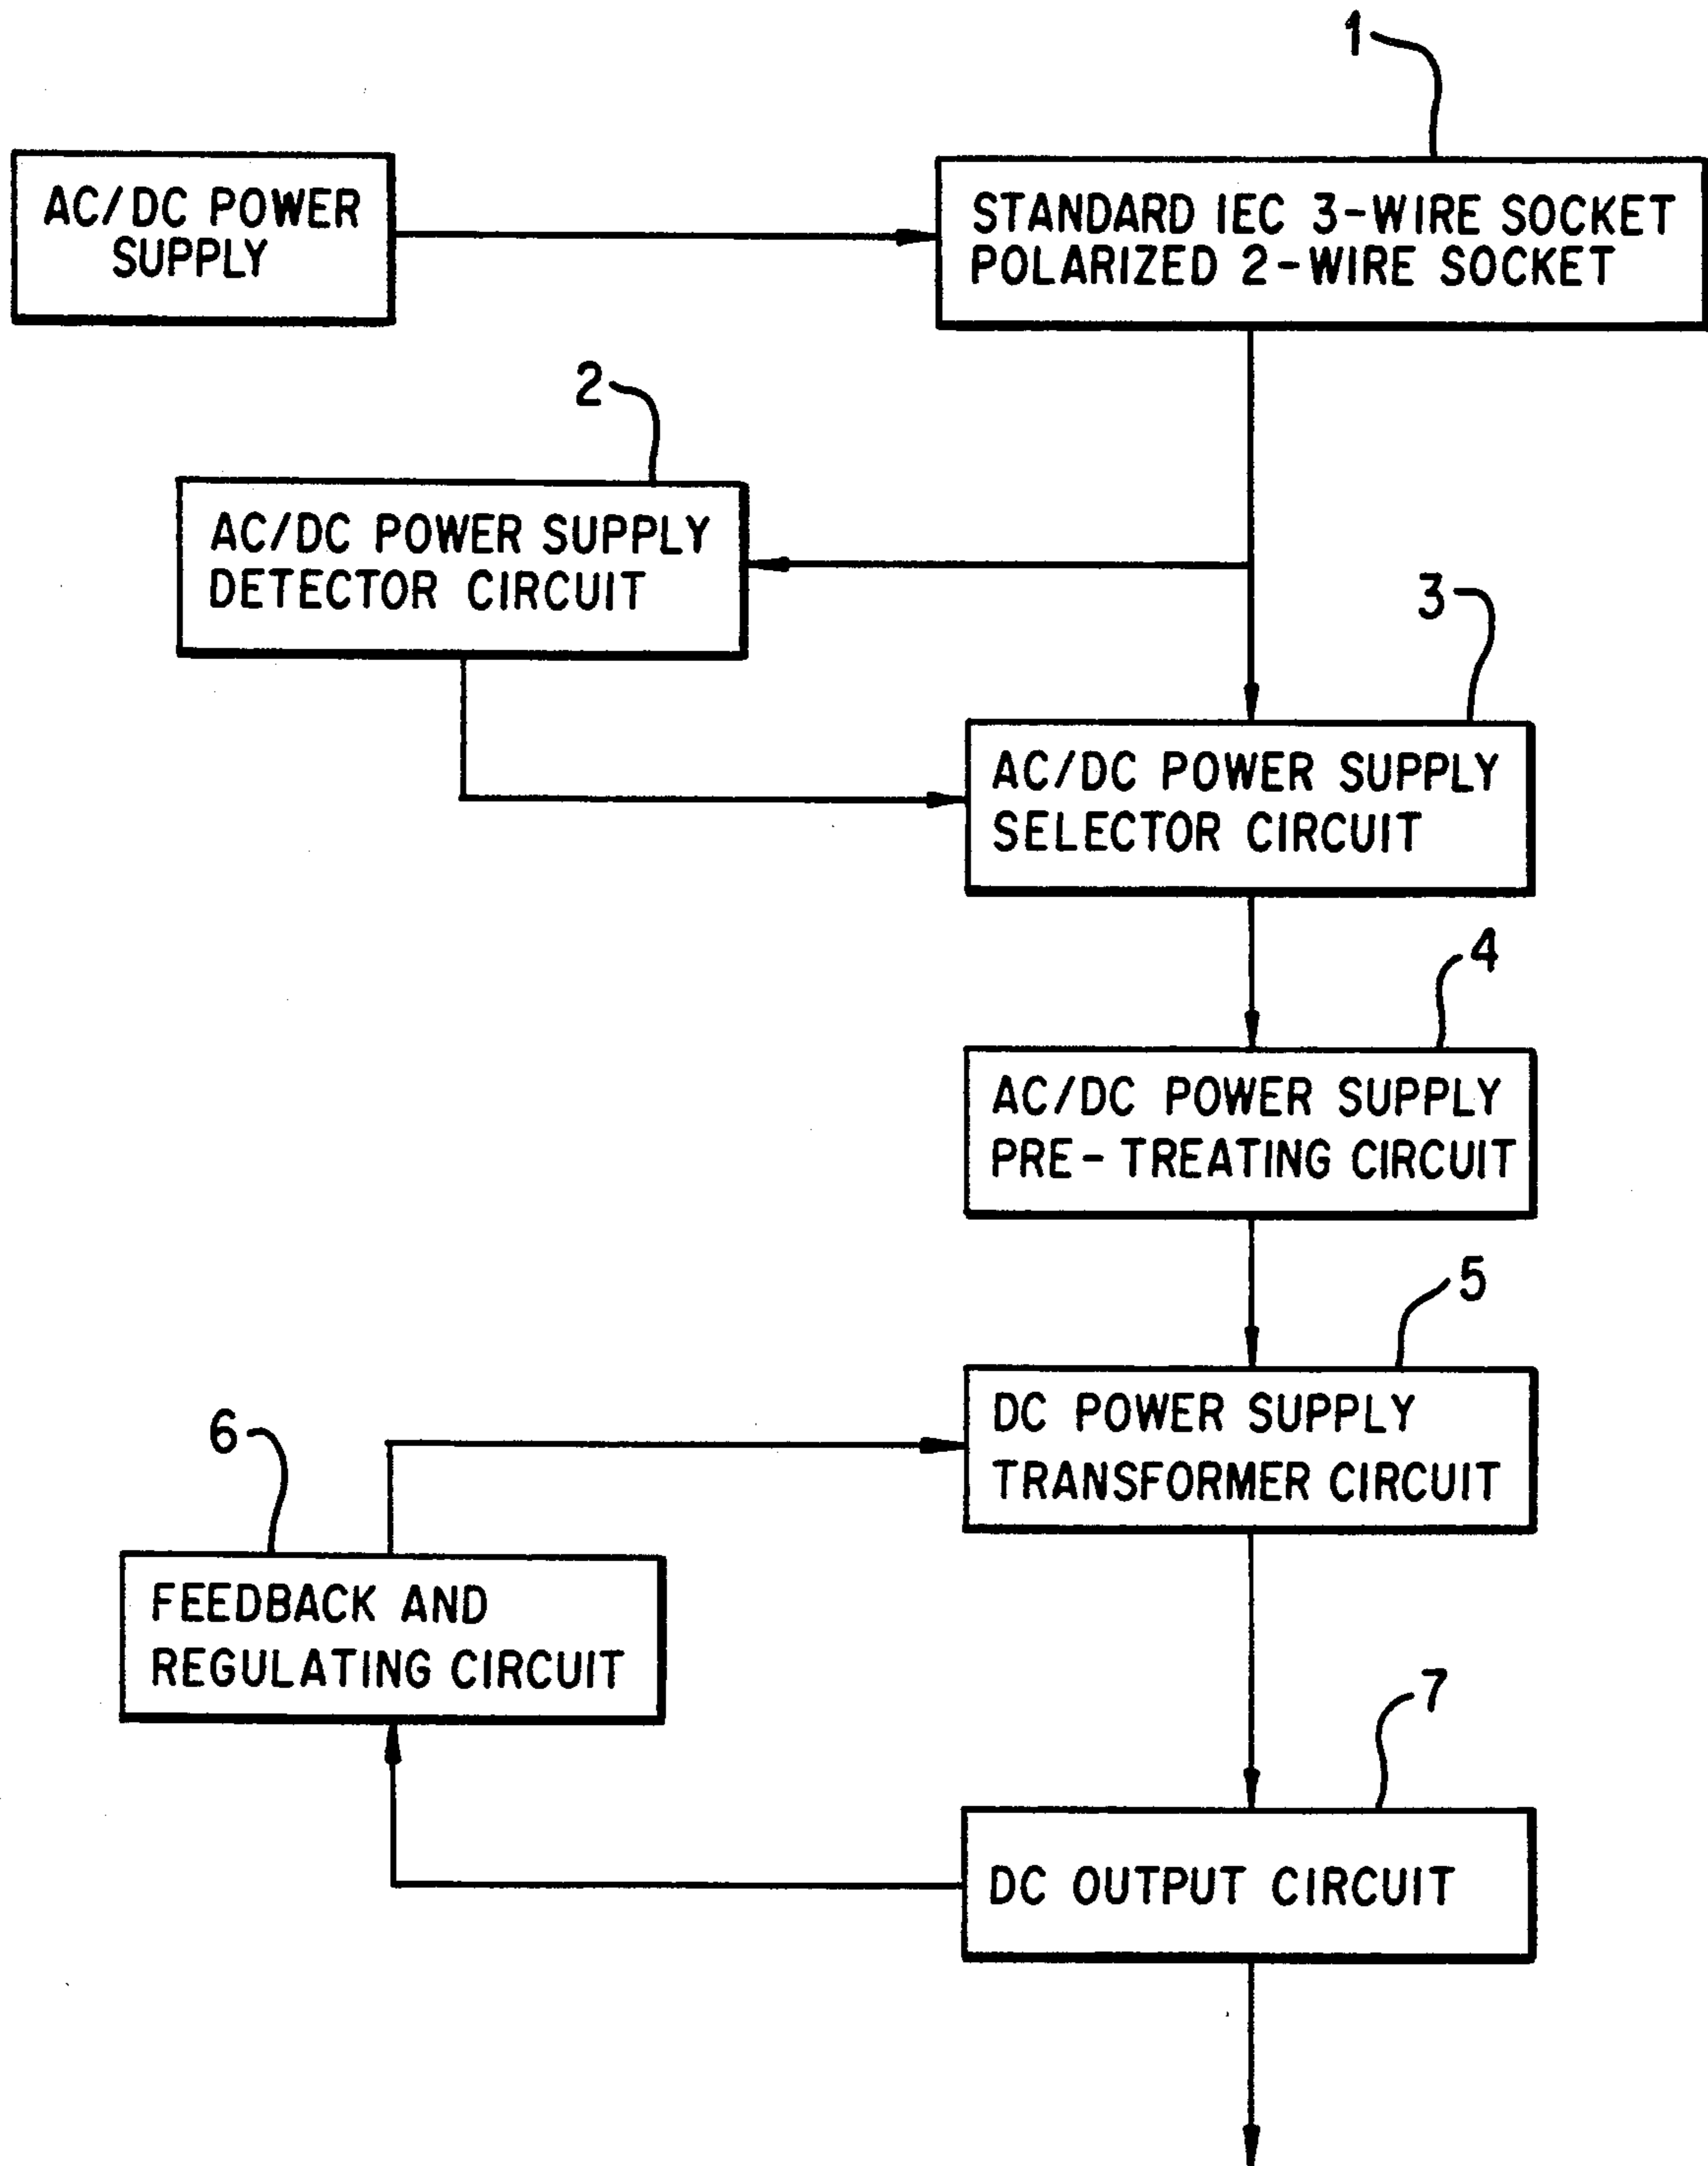 1
AC/DC POWER
SUPPLY
STANDARD IEC 3-WIRE SOCKET
POLARIZED 2-WIRE SOCKET
2
AC/DC POWER SUPPLY
DETECTOR CIRCUIT
3
AC/DC POWER SUPPLY
SELECTOR CIRCUIT
4
AC/DC POWER SUPPLY
PRE- TREATING CIRCUIT
5
DC POWER SUPPLY
TRANSFORMER CIRCUIT
6
FEEDBACK AND
REGULATING CIRCUIT
7
DC OUTPUT CIRCUIT